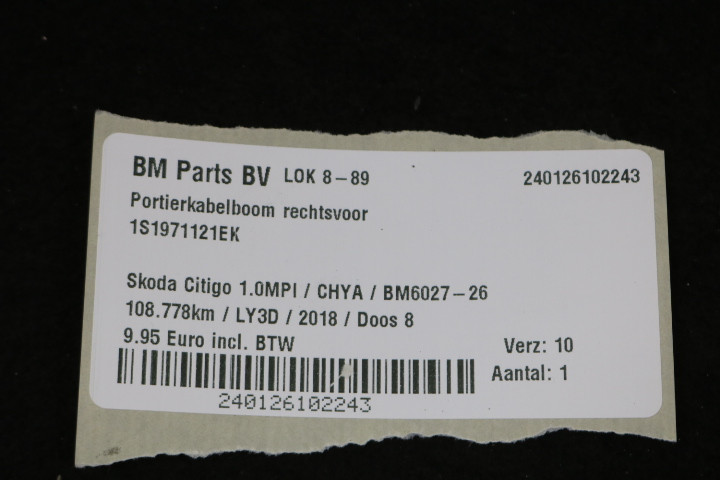 BM Parts BV LOK 8-89 240126102243
Portierkabelboom rechtsvoor
1S1971121EK
Skoda Citigo 1.0MPI / CHYA / BM6027-26
108.778km / LY3D / 2018 / Doos 8
9.95 Euro incl. BTW Verz: 10
Aantal: 1
240126102243